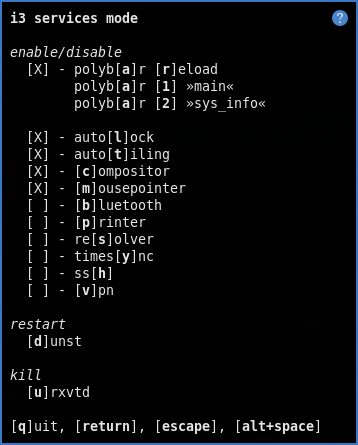 i3 services mode
?
enable/disable
[X] - polyb[a]r [r]eload
polyb[a]r [1] »main«
polyb[a]r [2] »sys_info«
[X] - auto[l]ock
[X] - auto[t]iling
[X] - [c]ompositor
[X] - [m]ousepointer
[ ] - [b]luetooth
[ ] - [p]rinter
[ ] - re[s]olver
[ ] - times[y]nc
[ ] - ss[h]
[ ] - [v]pn
restart
[d]unst
kill
[u]rxvtd
[q]uit, [return], [escape], [alt+space]